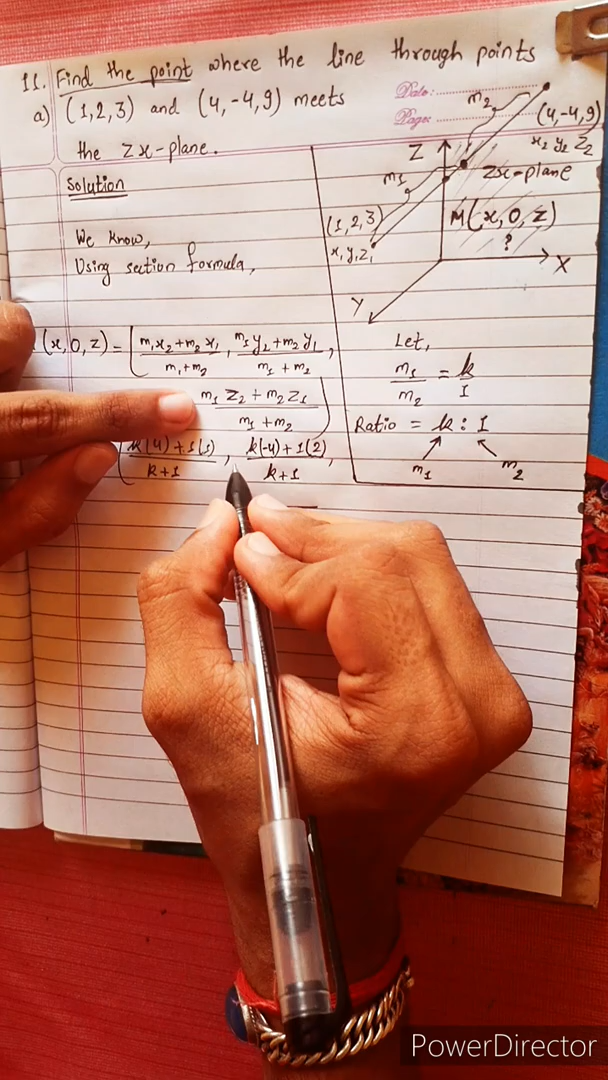 11. Find the point where the line through points
a) (1,2,3) and (4,-4,9) meets
the Zx-plane.
Date:
Page:
m2
(4,-4,9)
x2 y2 z2
Z
Zx-plane
m1
(1,2,3)
x1 y1 z1
M(x,0,z)
?
X
Y
Solution
We know,
Using section formula,
(x,0,z) = (m1x2+m2x1/m1+m2, m1y2+m2y1/m1+m2,
m1z2+m2z1/m1+m2)
(k(4)+1(1)/k+1, k(-4)+1(2)/k+1,
Let,
m1/m2 = k/1
Ratio = k : 1
m1 m2
PowerDirector